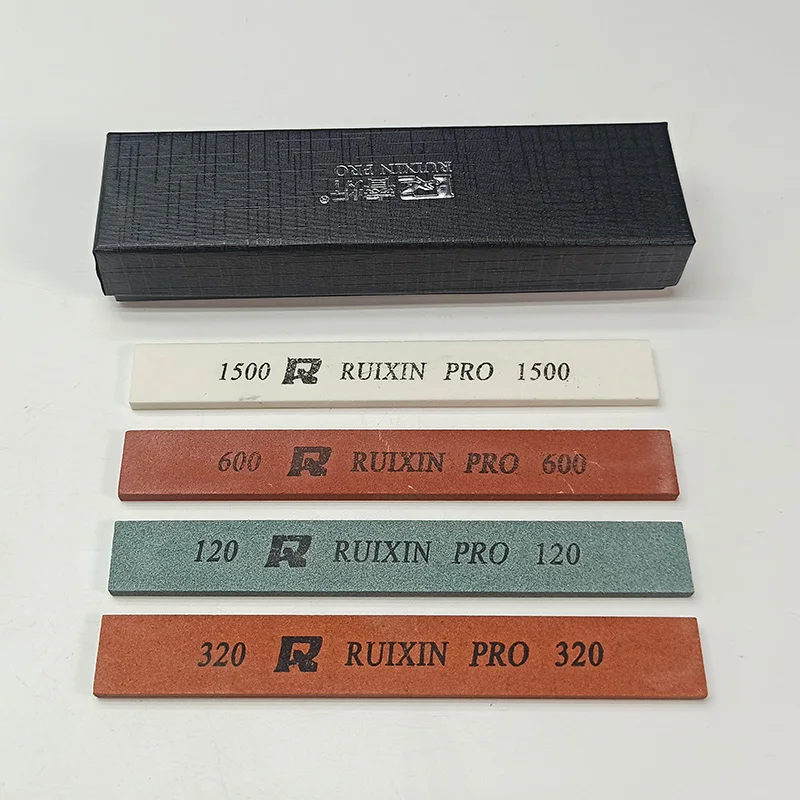 RUIXIN PRO
1500 R RUIXIN PRO 1500
600 R RUIXIN PRO 600
120 R RUIXIN PRO 120
320 R RUIXIN PRO 320